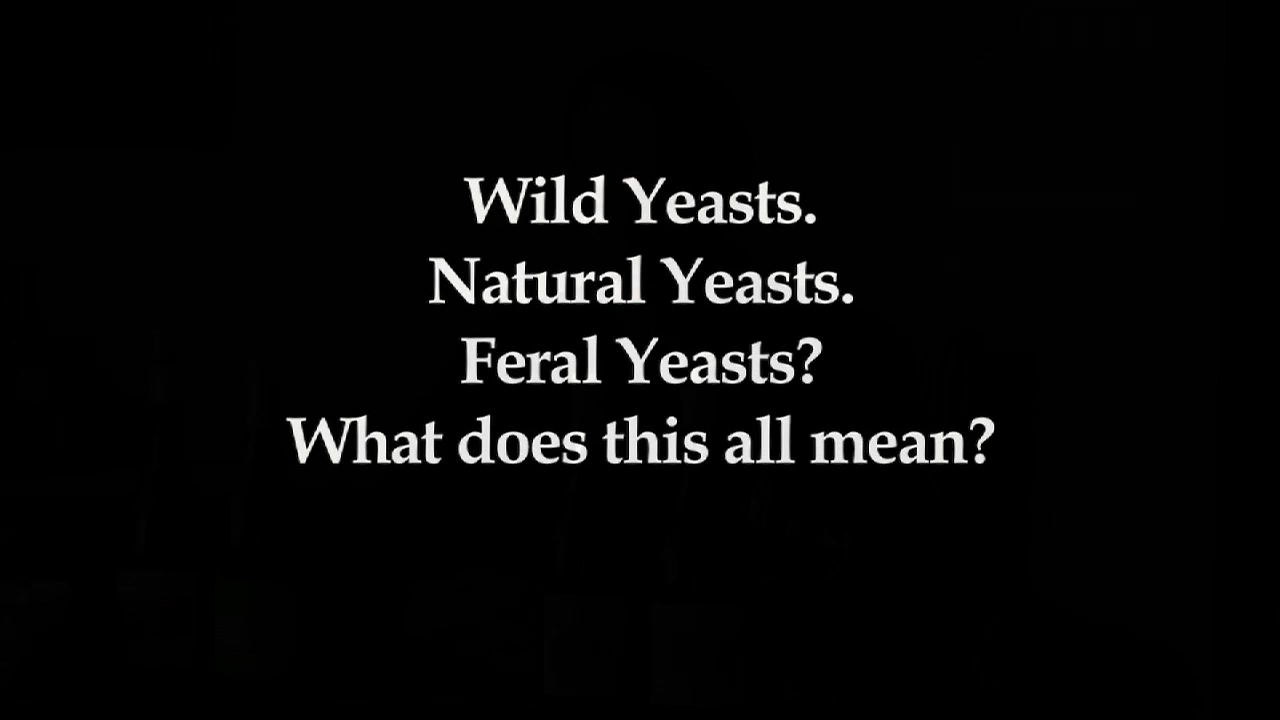 Wild Yeasts.
Natural Yeasts.
Feral Yeasts?
What does this all mean?